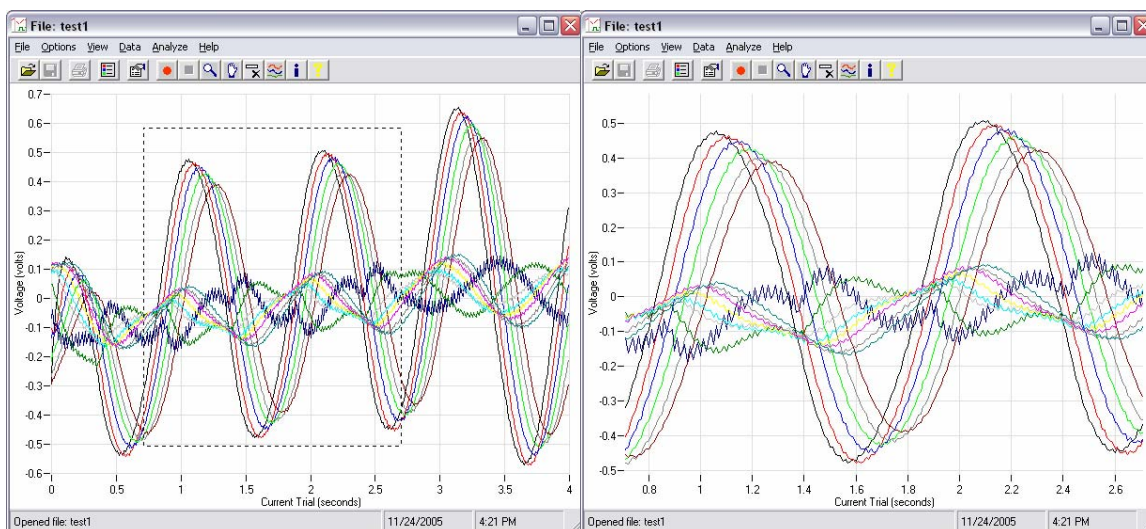 File: test1
File Options View Data Analyze Help
0.7
0.6
0.5
0.4
0.3
0.2
0.1
0
-0.1
-0.2
-0.3
-0.4
-0.5
-0.6
Voltage (volts)
0 0.5 1 1.5 2 2.5 3 3.5 4
Current Trial (seconds)
Opened file: test1 11/24/2005 4:21 PM
File: test1
File Options View Data Analyze Help
0.5
0.4
0.3
0.2
0.1
0
-0.1
-0.2
-0.3
-0.4
-0.5
Voltage (volts)
0.8 1 1.2 1.4 1.6 1.8 2 2.2 2.4 2.6
Current Trial (seconds)
Opened file: test1 11/24/2005 4:21 PM